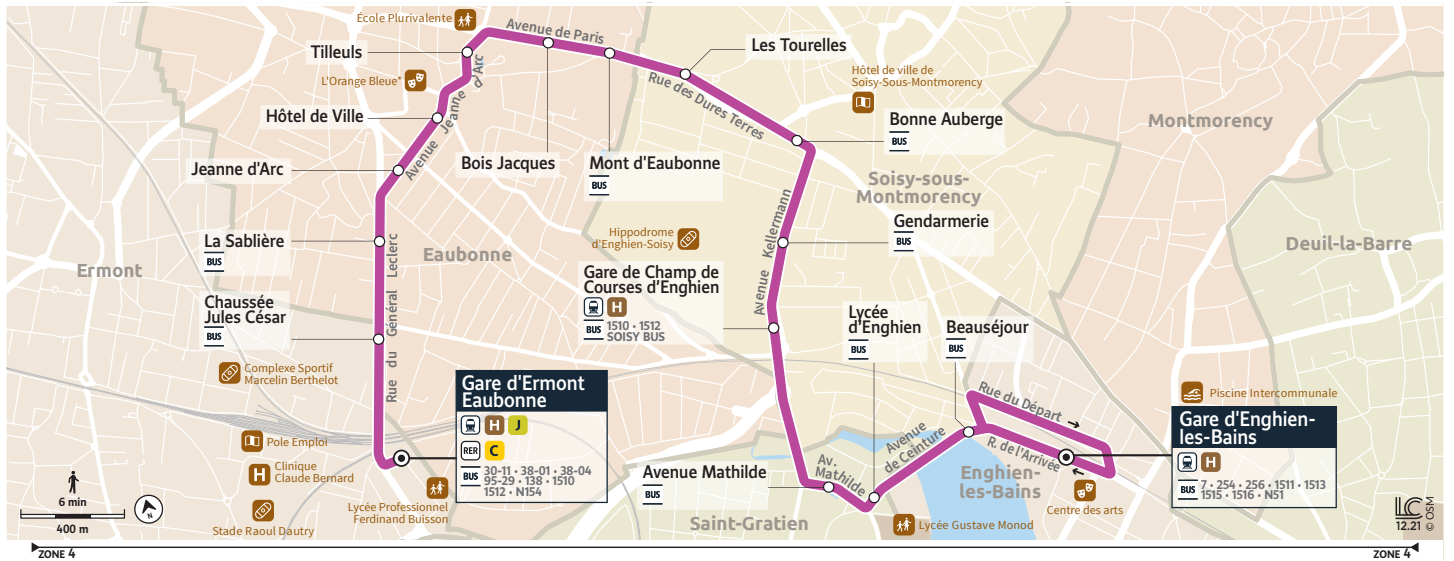 École Plurivalente
Avenue de Paris
Tilleuls
Les Tourelles
L'Orange Bleue*
Hôtel de ville de
Soisy-Sous-Montmorency
Rue des Dures Terres
Hôtel de Ville
Avenue Jeanne d'Arc
Bonne Auberge
BUS
Montmorency
Jeanne d'Arc
Bois Jacques
Mont d'Eaubonne
BUS
Soisy-sous-
Montmorency
Gendarmerie
BUS
La Sablière
BUS
Eaubonne
Hippodrome
d'Enghien-Soisy
Avenue Kellermann
Deuil-la-Barre
Ermont
Rue du Général Leclerc
Gare de Champ de
Courses d'Enghien
H
BUS 1510 • 1512
SOISY BUS
Chaussée
Jules César
BUS
Lycée
d'Enghien
BUS
Beauséjour
BUS
Complexe Sportif
Marcelin Berthelot
Gare d'Ermont
Eaubonne
H J
RER C
BUS 30-11 • 38-01 • 38-04
95-29 • 138 • 1510
1512 • N154
Rue du Départ
Piscine Intercommunale
Gare d'Enghien-
les-Bains
H
BUS 7 • 254 • 256 • 1511 • 1513
1515 • 1516 • N51
R. de l'Arrivée
Avenue
de Ceinture
Pole Emploi
H
Clinique
Claude Bernard
Avenue Mathilde
BUS
Av.
Mathilde
Enghien-
les-Bains
Centre des arts
6 min
400 m
N
Stade Raoul Dautry
Lycée Professionnel
Ferdinand Buisson
Saint-Gratien
Lycée Gustave Monod
LC
12.21
© OSM
ZONE 4
ZONE 4